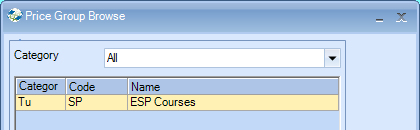 Price Group Browse
Category All
Categor Code Name
Tu SP ESP Courses